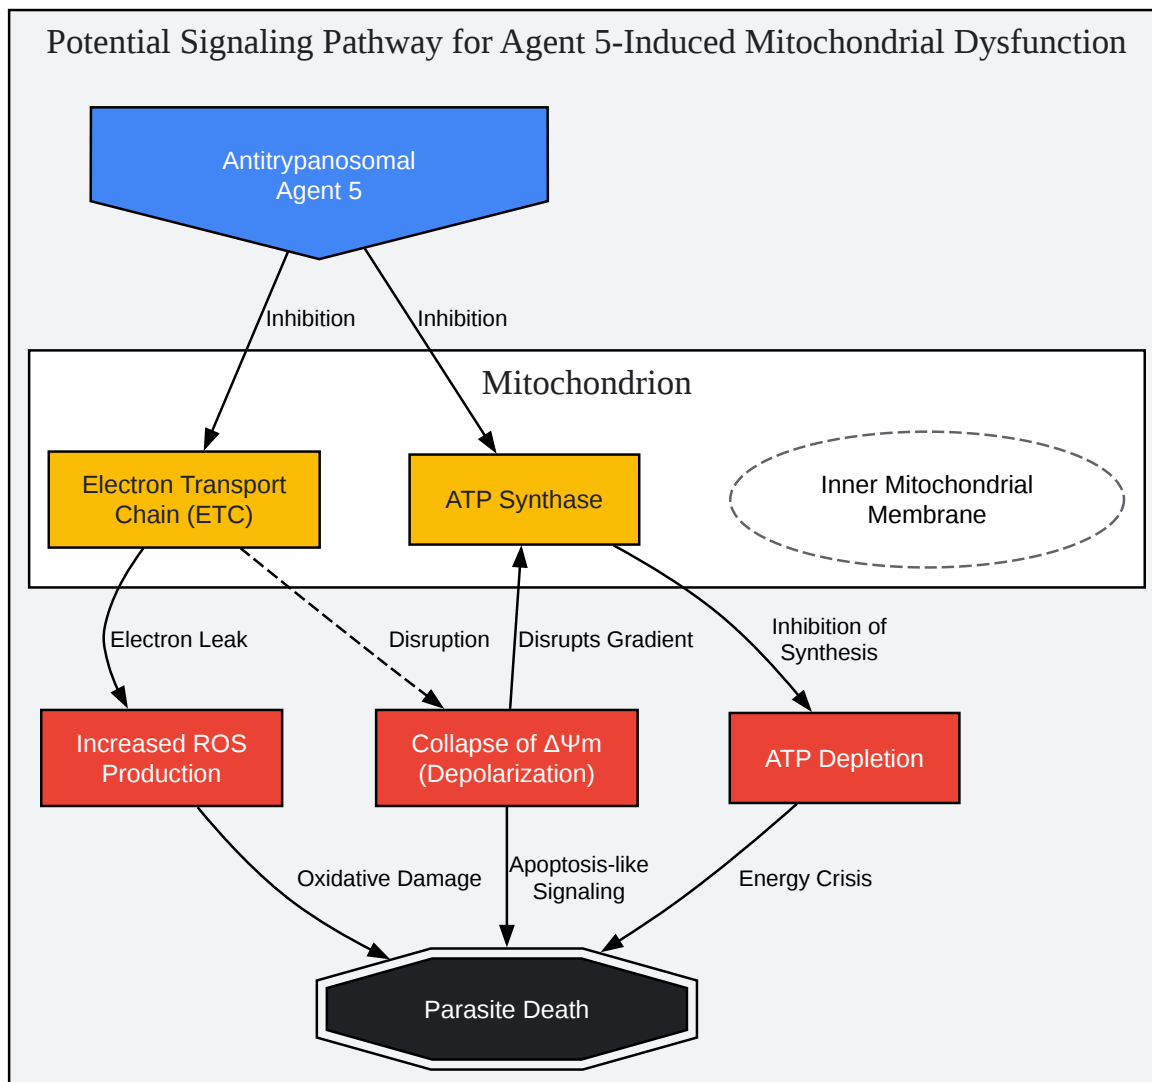 Potential Signaling Pathway for Agent 5-Induced Mitochondrial Dysfunction
Antitrypanosomal
Agent 5
Inhibition
Inhibition
Mitochondrion
Electron Transport
Chain (ETC)
ATP Synthase
Inner Mitochondrial
Membrane
Electron Leak
Disruption
Disrupts Gradient
Inhibition of
Synthesis
Increased ROS
Production
Collapse of ΔΨm
(Depolarization)
ATP Depletion
Oxidative Damage
Apoptosis-like
Signaling
Energy Crisis
Parasite Death